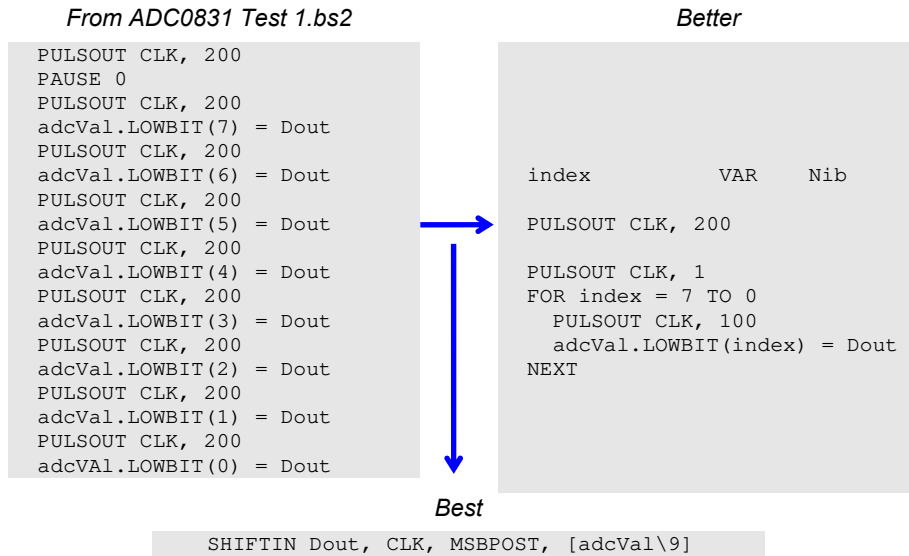 From ADC0831 Test 1.bs2
PULSOUT CLK, 200
PAUSE 0
PULSOUT CLK, 200
adcVal.LOWBIT(7) = Dout
PULSOUT CLK, 200
adcVal.LOWBIT(6) = Dout
PULSOUT CLK, 200
adcVal.LOWBIT(5) = Dout
PULSOUT CLK, 200
adcVal.LOWBIT(4) = Dout
PULSOUT CLK, 200
adcVal.LOWBIT(3) = Dout
PULSOUT CLK, 200
adcVal.LOWBIT(2) = Dout
PULSOUT CLK, 200
adcVal.LOWBIT(1) = Dout
PULSOUT CLK, 200
adcVAl.LOWBIT(0) = Dout
Better
index VAR Nib
PULSOUT CLK, 200
PULSOUT CLK, 1
FOR index = 7 TO 0
PULSOUT CLK, 100
adcVal.LOWBIT(index) = Dout
NEXT
Best
SHIFTIN Dout, CLK, MSBPOST, [adcVal\9]